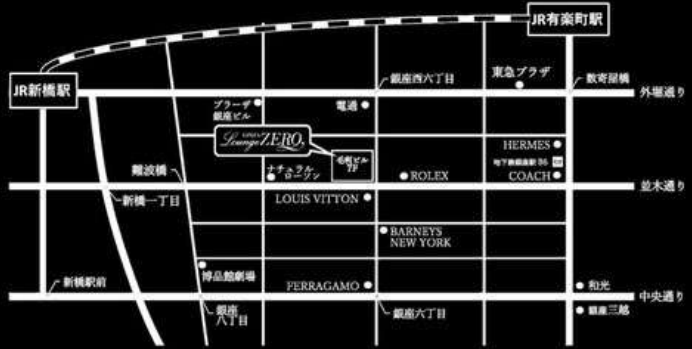 JR有楽町駅
JR新橋駅
銀座西六丁目
東急プラザ
数寄屋橋
外堀通り
プラーザ
銀座ビル
電通
Lounge ZERO
毛利ビル
7F
HERMES
地下鉄銀座駅 B6
COACH
難波橋
ナチュラル
ローソン
ROLEX
並木通り
新橋一丁目
LOUIS VITTON
BARNEYS
NEW YORK
博品館劇場
新橋駅前
FERRAGAMO
和光
中央通り
銀座
八丁目
銀座六丁目
銀座三越